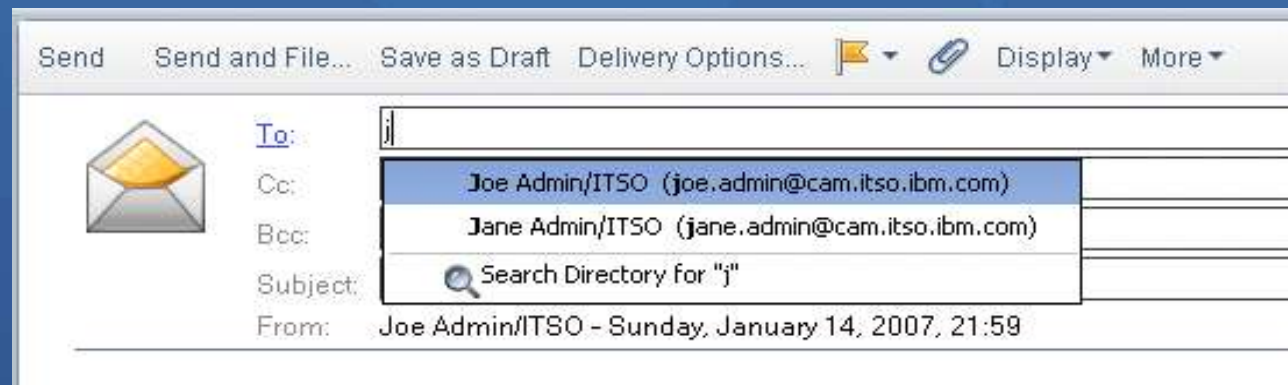 Send Send and File... Save as Draft Delivery Options... Display More
To: j
Cc: Joe Admin/ITSO (joe.admin@cam.itso.ibm.com)
Bcc: Jane Admin/ITSO (jane.admin@cam.itso.ibm.com)
Subject: Search Directory for "j"
From: Joe Admin/ITSO - Sunday, January 14, 2007, 21:59